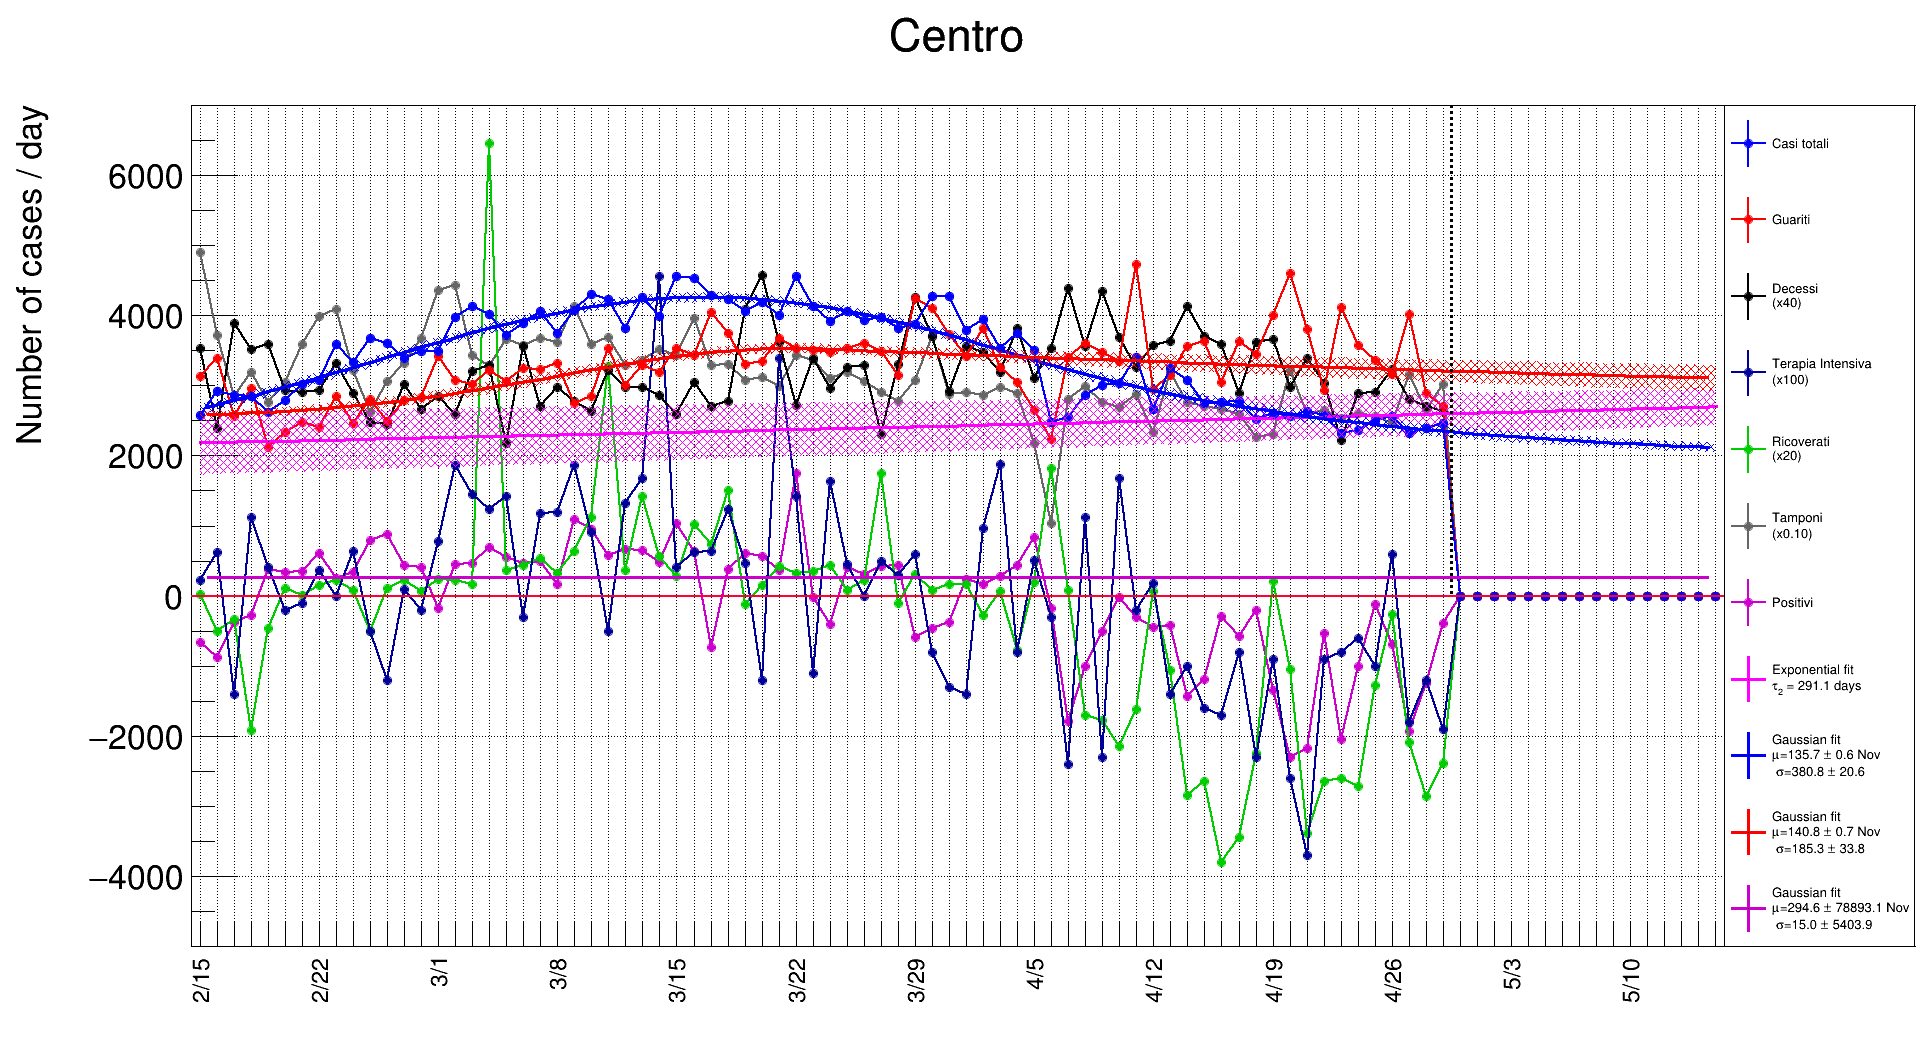 Centro
Number of cases / day
6000
4000
2000
0
−2000
−4000
2/15
2/22
3/1
3/8
3/15
3/22
3/29
4/5
4/12
4/19
4/26
5/3
5/10
Casi totali
Guariti
Decessi
(x40)
Terapia Intensiva
(x100)
Ricoverati
(x20)
Tamponi
(x0.10)
Positivi
Exponential fit
τ₂ = 291.1 days
Gaussian fit
μ=135.7 ± 0.6 Nov
σ=380.8 ± 20.6
Gaussian fit
μ=140.8 ± 0.7 Nov
σ=185.3 ± 33.8
Gaussian fit
μ=294.6 ± 78893.1 Nov
σ=15.0 ± 5403.9